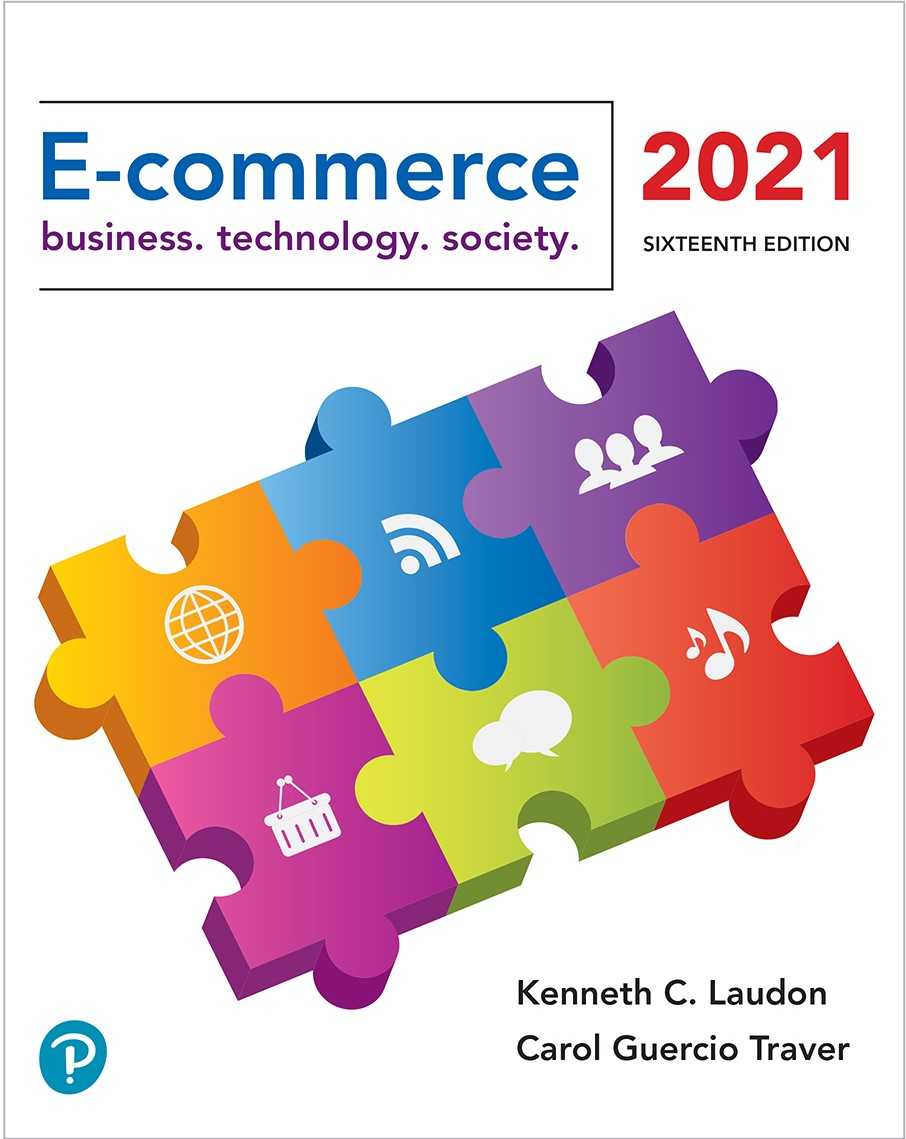 E-commerce
business. technology. society.
2021
SIXTEENTH EDITION
Kenneth C. Laudon
Carol Guercio Traver
P